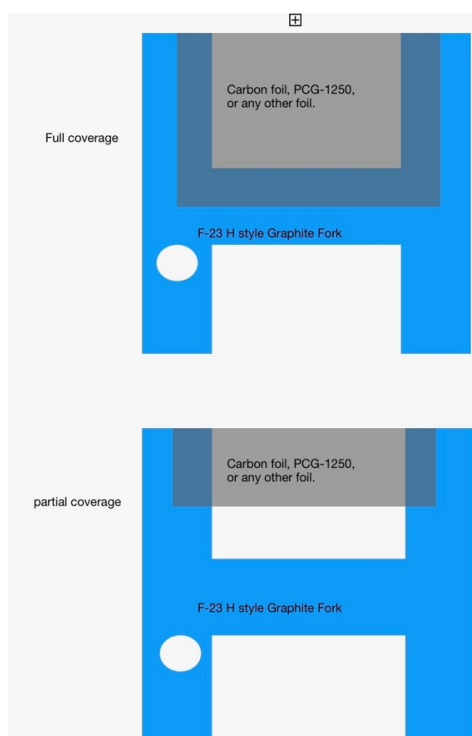 Carbon foil, PCG-1250,
or any other foil.
Full coverage
F-23 H style Graphite Fork
Carbon foil, PCG-1250,
or any other foil.
partial coverage
F-23 H style Graphite Fork